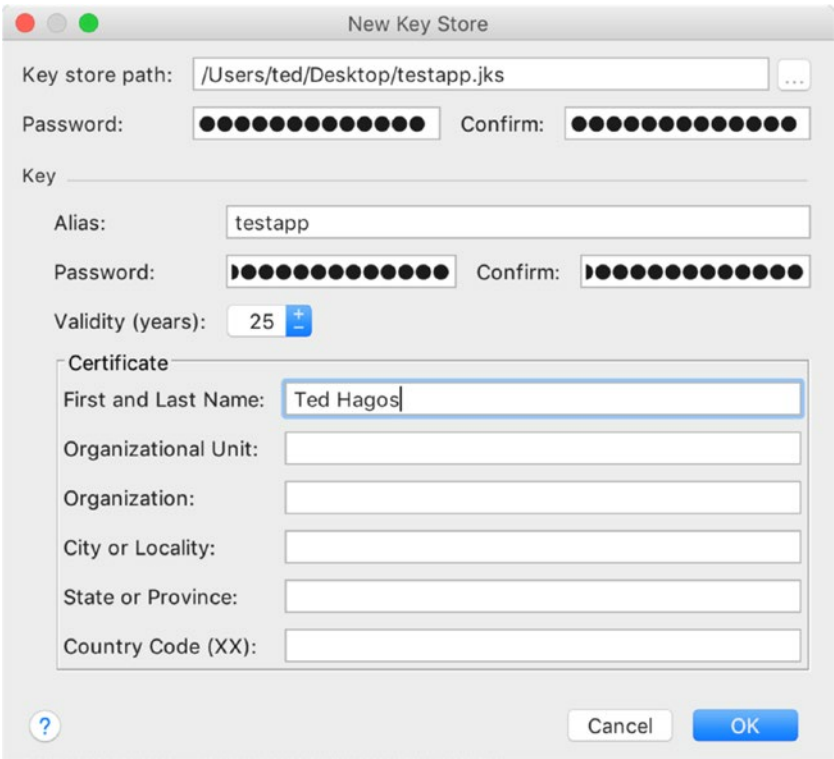 New Key Store
Key store path: /Users/ted/Desktop/testapp.jks ...
Password: ●●●●●●●●●●●●● Confirm: ●●●●●●●●●●●●●
Key
Alias: testapp
Password: ●●●●●●●●●●●●● Confirm: ●●●●●●●●●●●●●
Validity (years): 25 + −
Certificate
First and Last Name: Ted Hagos
Organizational Unit:
Organization:
City or Locality:
State or Province:
Country Code (XX):
? Cancel OK